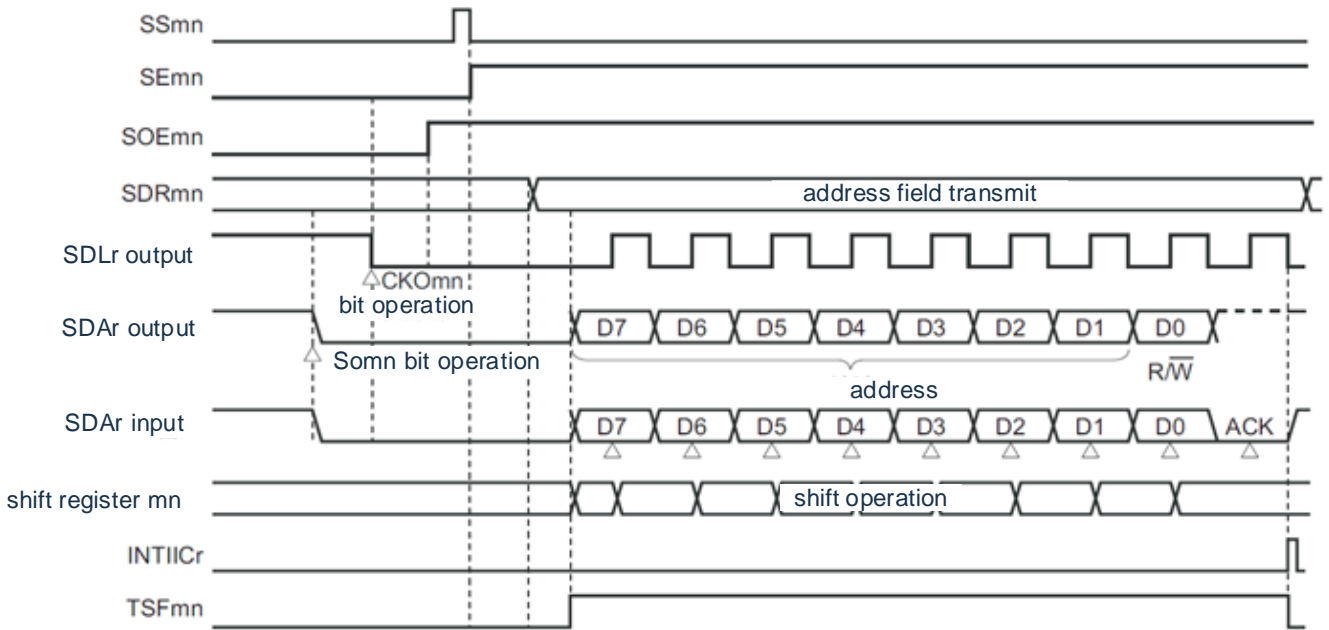 SSmn
SEmn
SOEmn
SDRmn address field transmit
SDLr output
CKOmn
bit operation
SDAr output D7 D6 D5 D4 D3 D2 D1 D0
Somn bit operation
R/W̅
address
SDAr input D7 D6 D5 D4 D3 D2 D1 D0 ACK
shift register mn shift operation
INTIICr
TSFmn